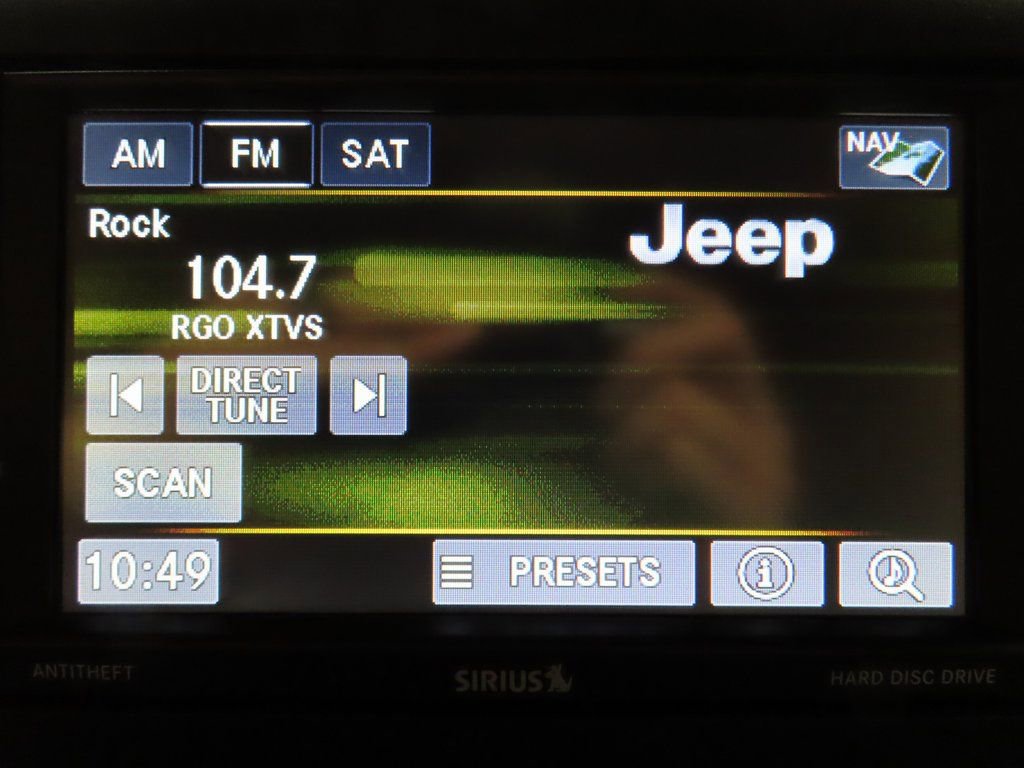 AM FM SAT NAV
Rock Jeep
104.7
RGO XTVS
DIRECT
TUNE
SCAN
10:49 PRESETS
ANTITHEFT SIRIUS HARD DISC DRIVE